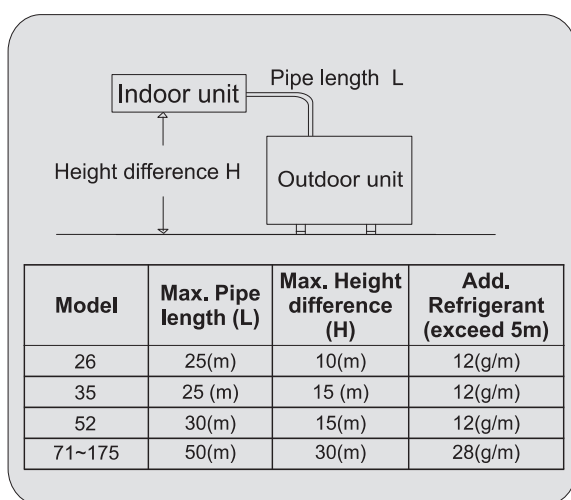 Pipe length L
Indoor unit
Height difference H
Outdoor unit
Model
Max. Pipe length (L)
Max. Height difference (H)
Add. Refrigerant (exceed 5m)
26 25(m) 10(m) 12(g/m)
35 25 (m) 15 (m) 12(g/m)
52 30(m) 15(m) 12(g/m)
71~175 50(m) 30(m) 28(g/m)